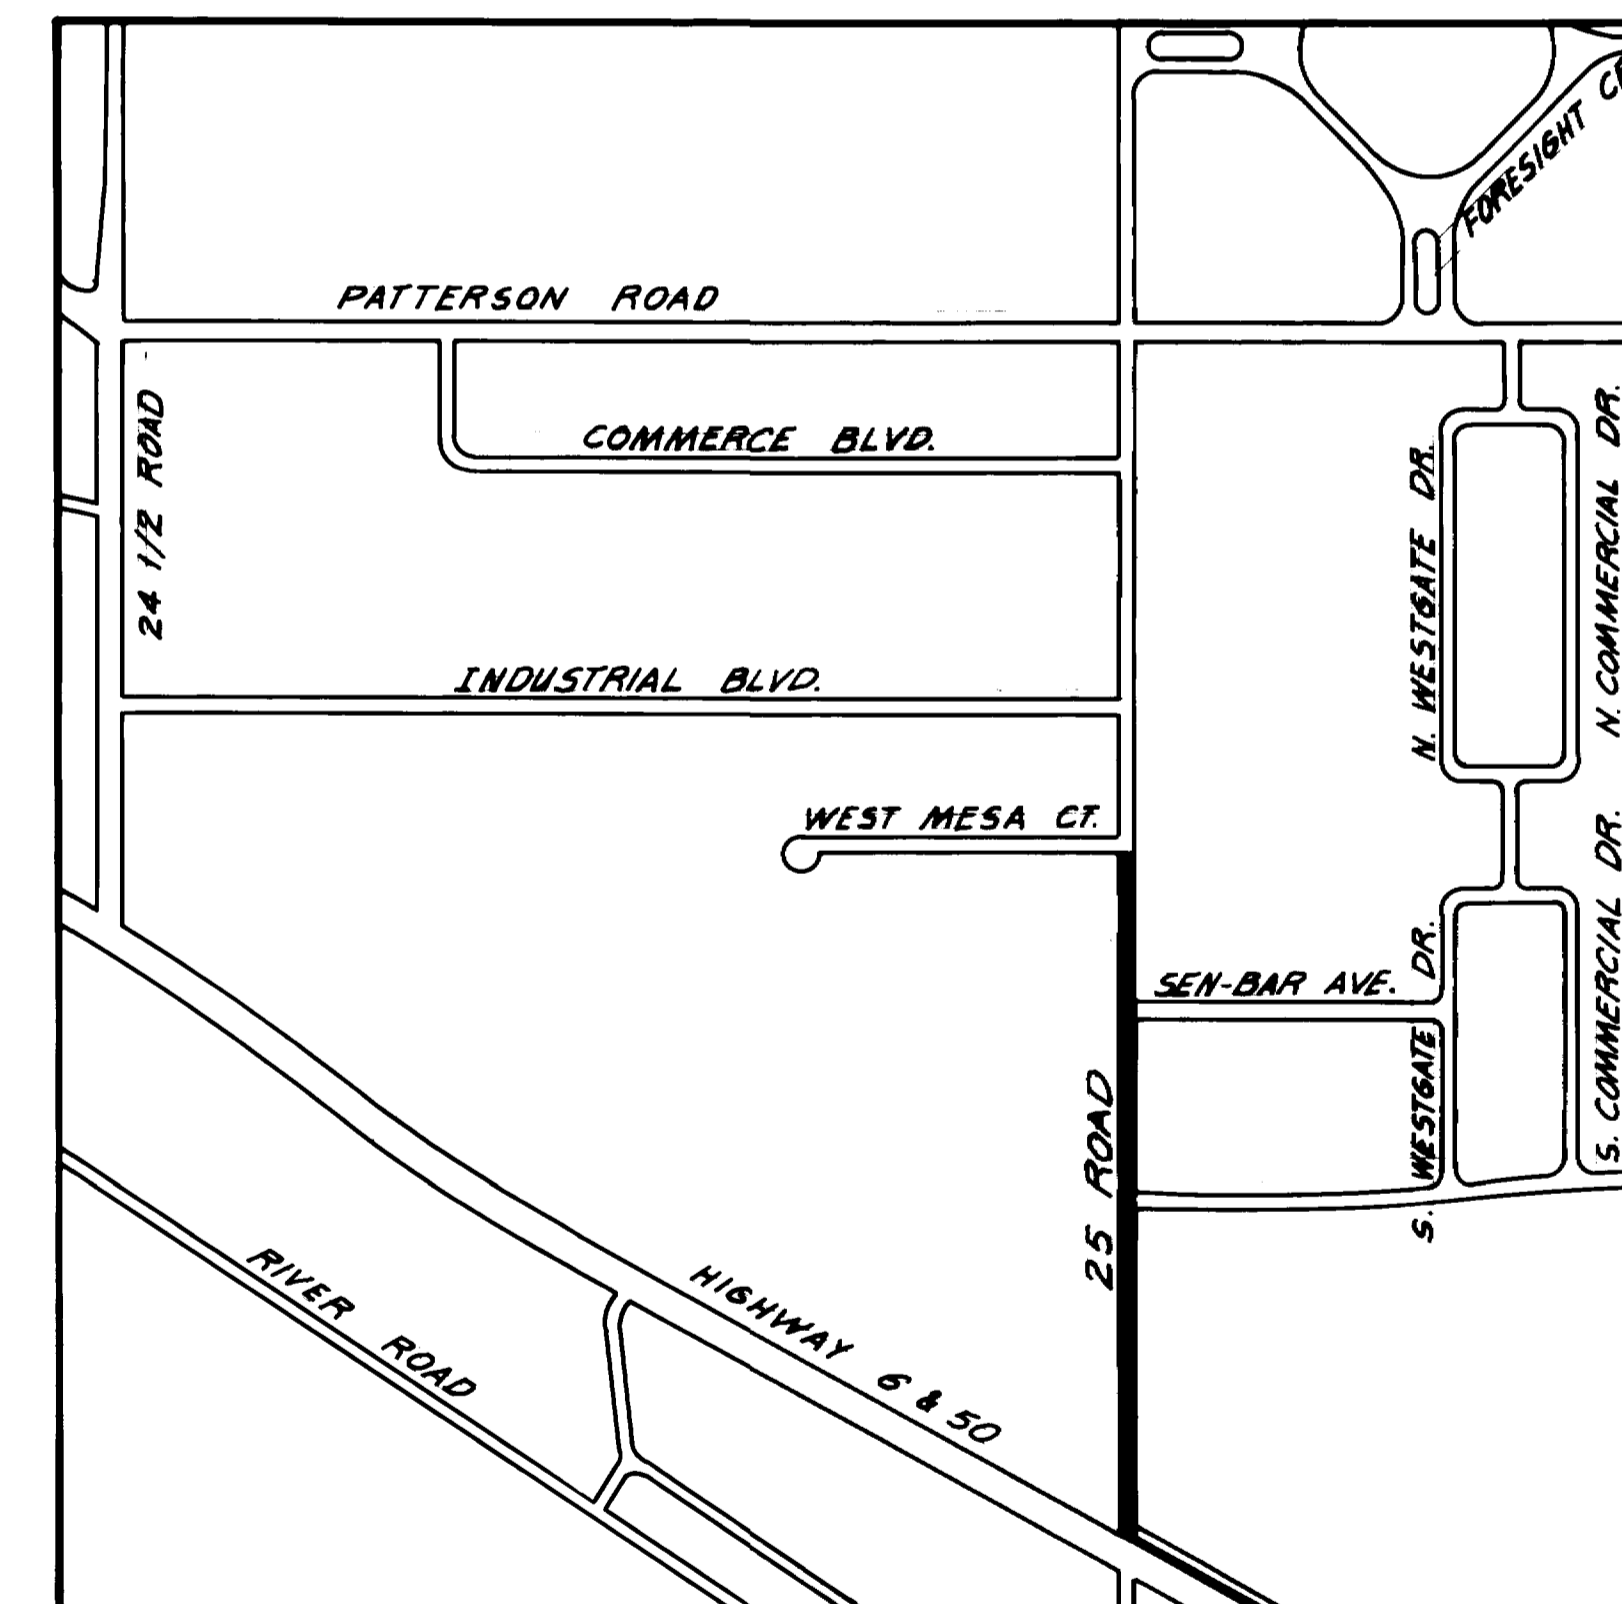 FORESIGHT
PATTERSON ROAD
24 1/2 ROAD
COMMERCE BLVD.
N. WESTGATE DR.
N. COMMERCIAL DR.
INDUSTRIAL BLVD.
WEST MESA CT.
SEN-BAR AVE.
S. WESTGATE DR.
S. COMMERCIAL DR.
25 ROAD
RIVER ROAD
HIGHWAY 6 & 50